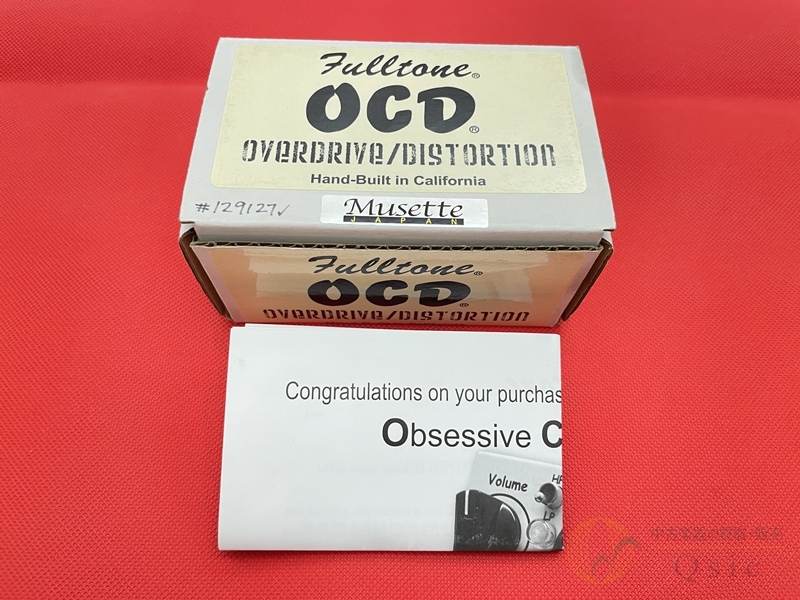 Fulltone®
OCD®
OVERDRIVE/DISTORTION
Hand-Built in California
#129127✓
Musette
JAPAN
Fulltone®
OCD®
OVERDRIVE/DISTORTION
Congratulations on your purchas
Obsessive C
Volume
HP
LP
Qsic